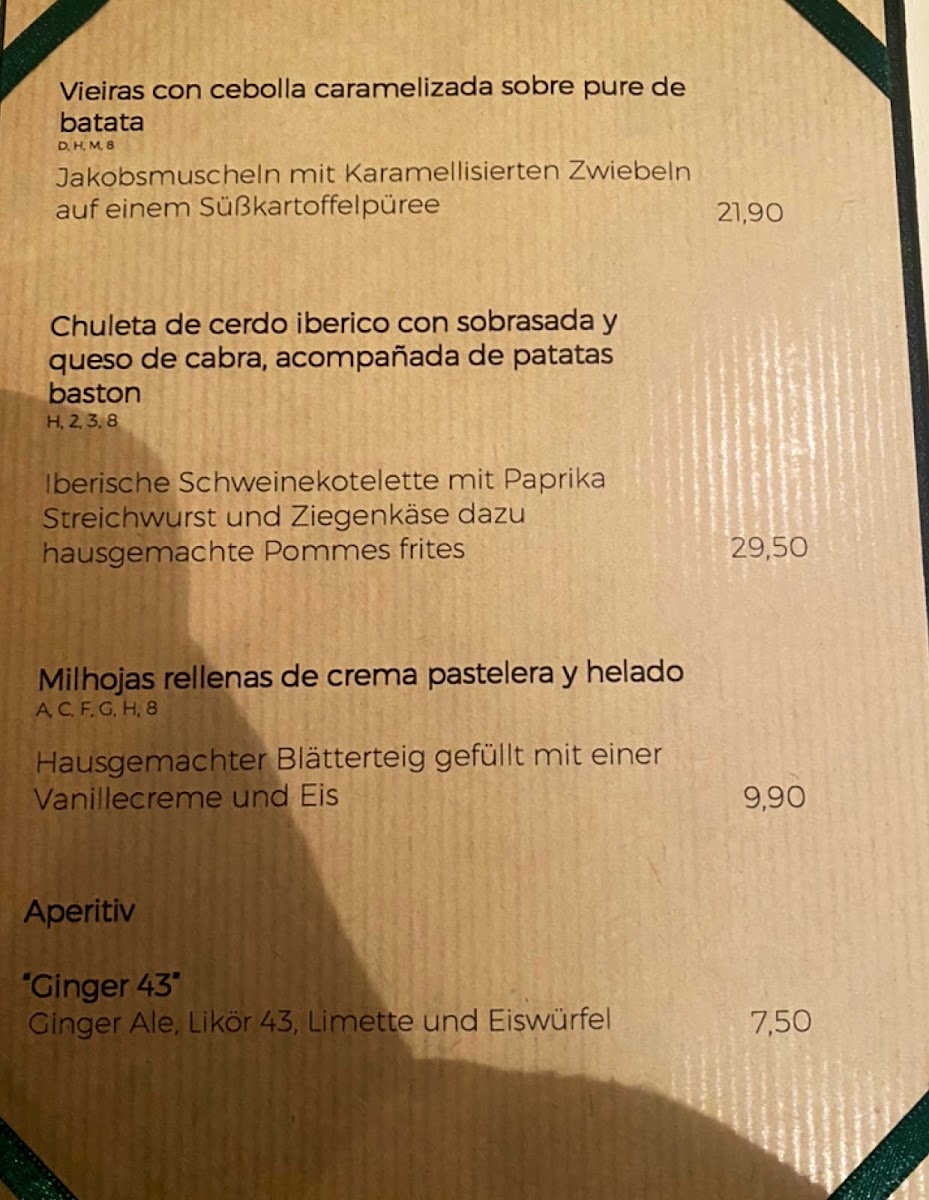 Vieiras con cebolla caramelizada sobre pure de
batata
D, H, M, 8
Jakobsmuscheln mit Karamellisierten Zwiebeln
auf einem Süßkartoffelpüree 21,90
Chuleta de cerdo iberico con sobrasada y
queso de cabra, acompañada de patatas
baston
H, 2, 3, 8
Iberische Schweinekotelette mit Paprika
Streichwurst und Ziegenkäse dazu
hausgemachte Pommes frites 29,50
Milhojas rellenas de crema pastelera y helado
A, C, F, G, H, 8
Hausgemachter Blätterteig gefüllt mit einer
Vanillecreme und Eis 9,90
Aperitiv
"Ginger 43"
Ginger Ale, Likör 43, Limette und Eiswürfel 7,50